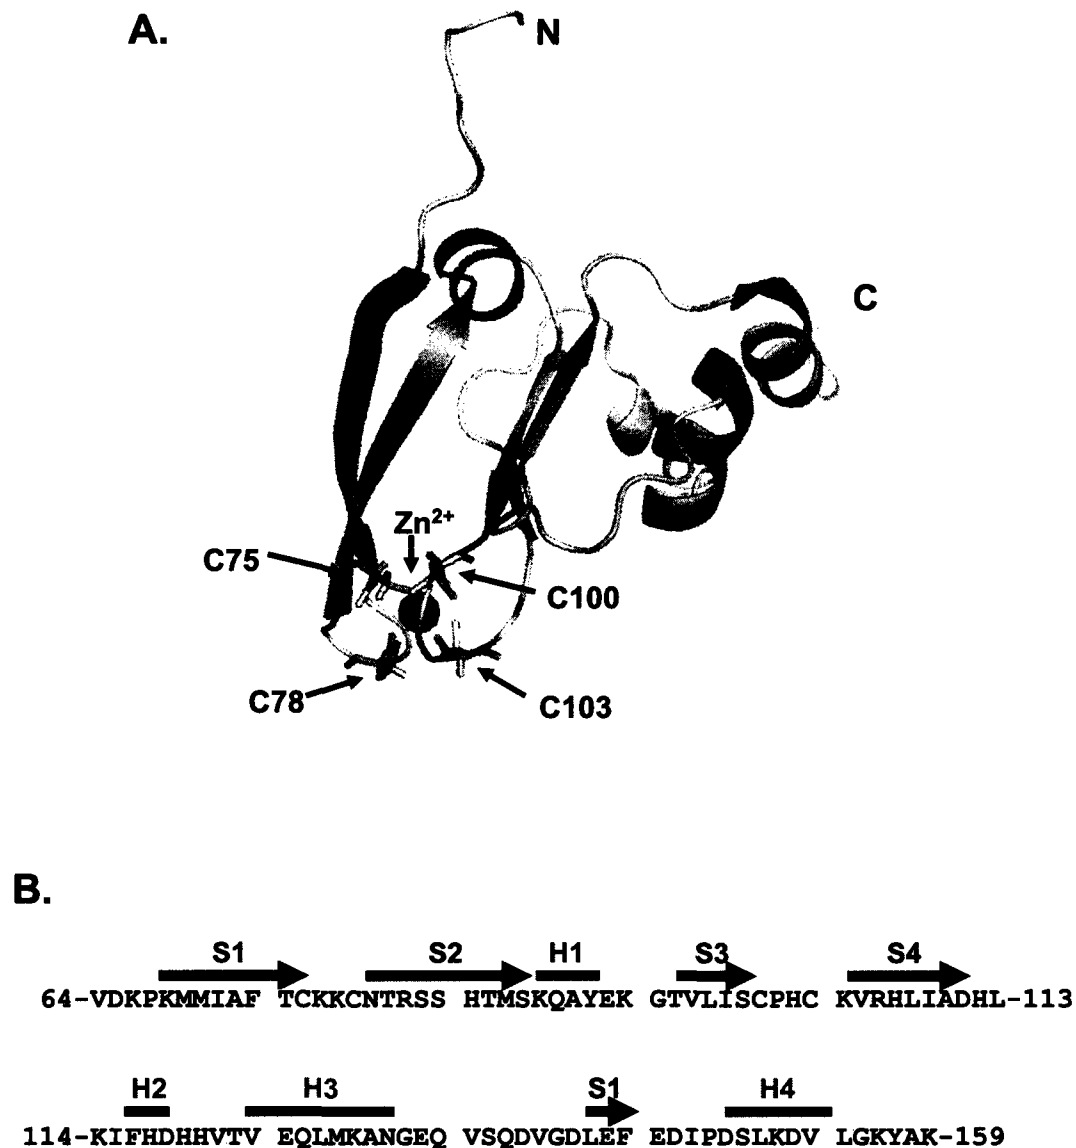 A.
N
C
Zn2+
C75
C100
C78
C103
B.
S1 S2 H1 S3 S4
64-VDKPKMMIAF TCKKCNTRSS HTMSKQAYEK GTVLISCPHC KVRHLIADHL-113
H2 H3 S1 H4
114-KIFHDHHVTV EQLMKANGEQ VSQDVGDLEF EDIPDSLKDV LGKYAK-159